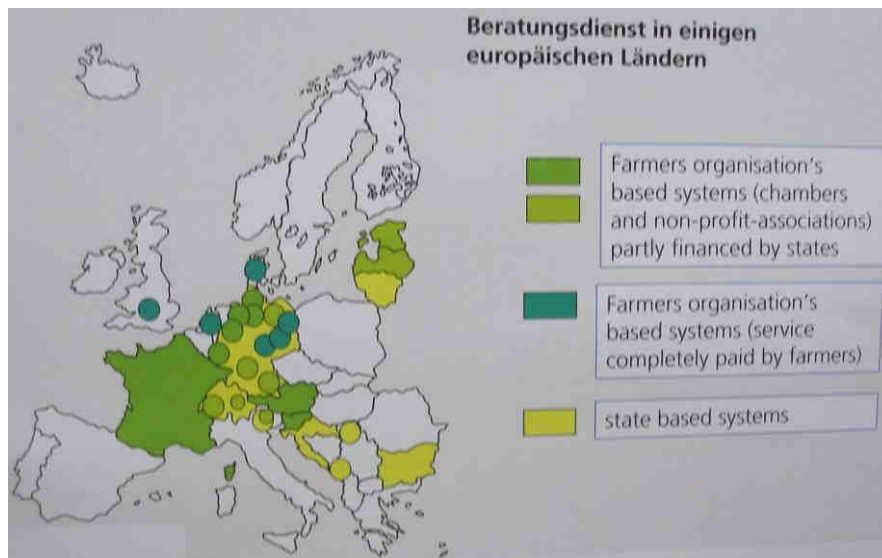 Beratungsdienst in einigen
europäischen Ländern
Farmers organisation's
based systems (chambers
and non-profit-associations)
partly financed by states
Farmers organisation's
based systems (service
completely paid by farmers)
state based systems